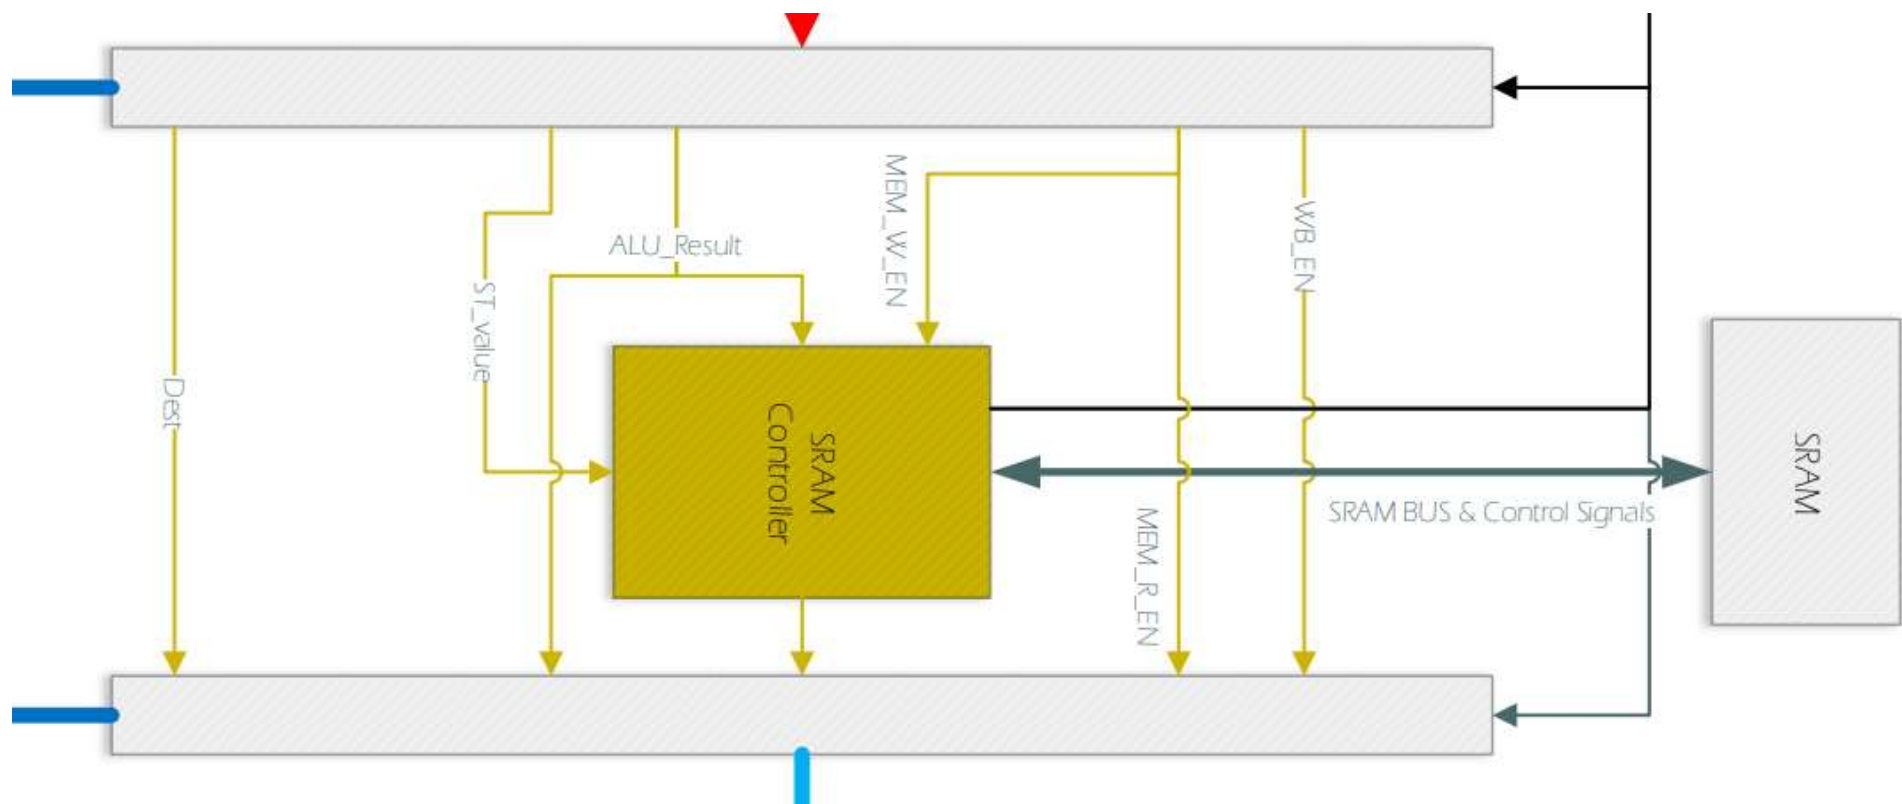 MEM_W_EN
WB_EN
ALU_Result
ST_value
Dest
SRAM
Controller
SRAM
SRAM BUS & Control Signals
MEM_R_EN